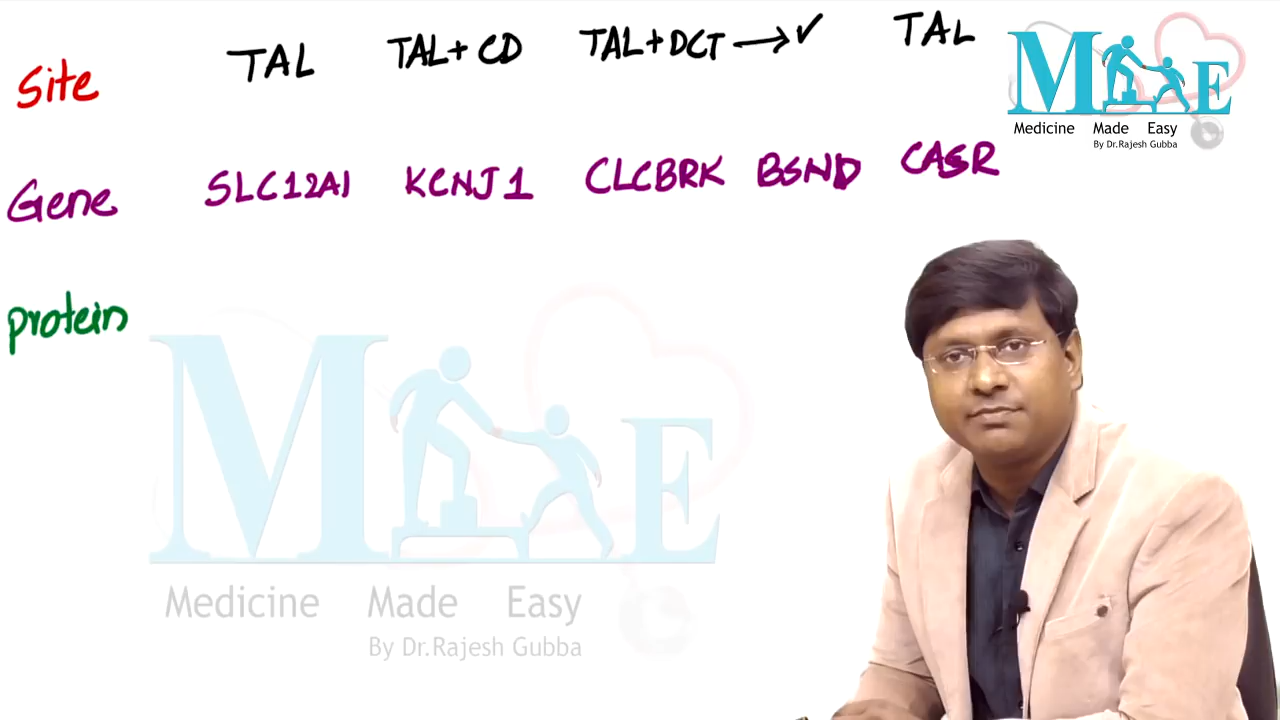 Site TAL TAL+CD TAL+DCT→✓ TAL
Gene SLC12A1 KCNJ1 CLCBRK BSND CASR
protein
M E
Medicine Made Easy
By Dr.Rajesh Gubba
M E
Medicine Made Easy
By Dr.Rajesh Gubba